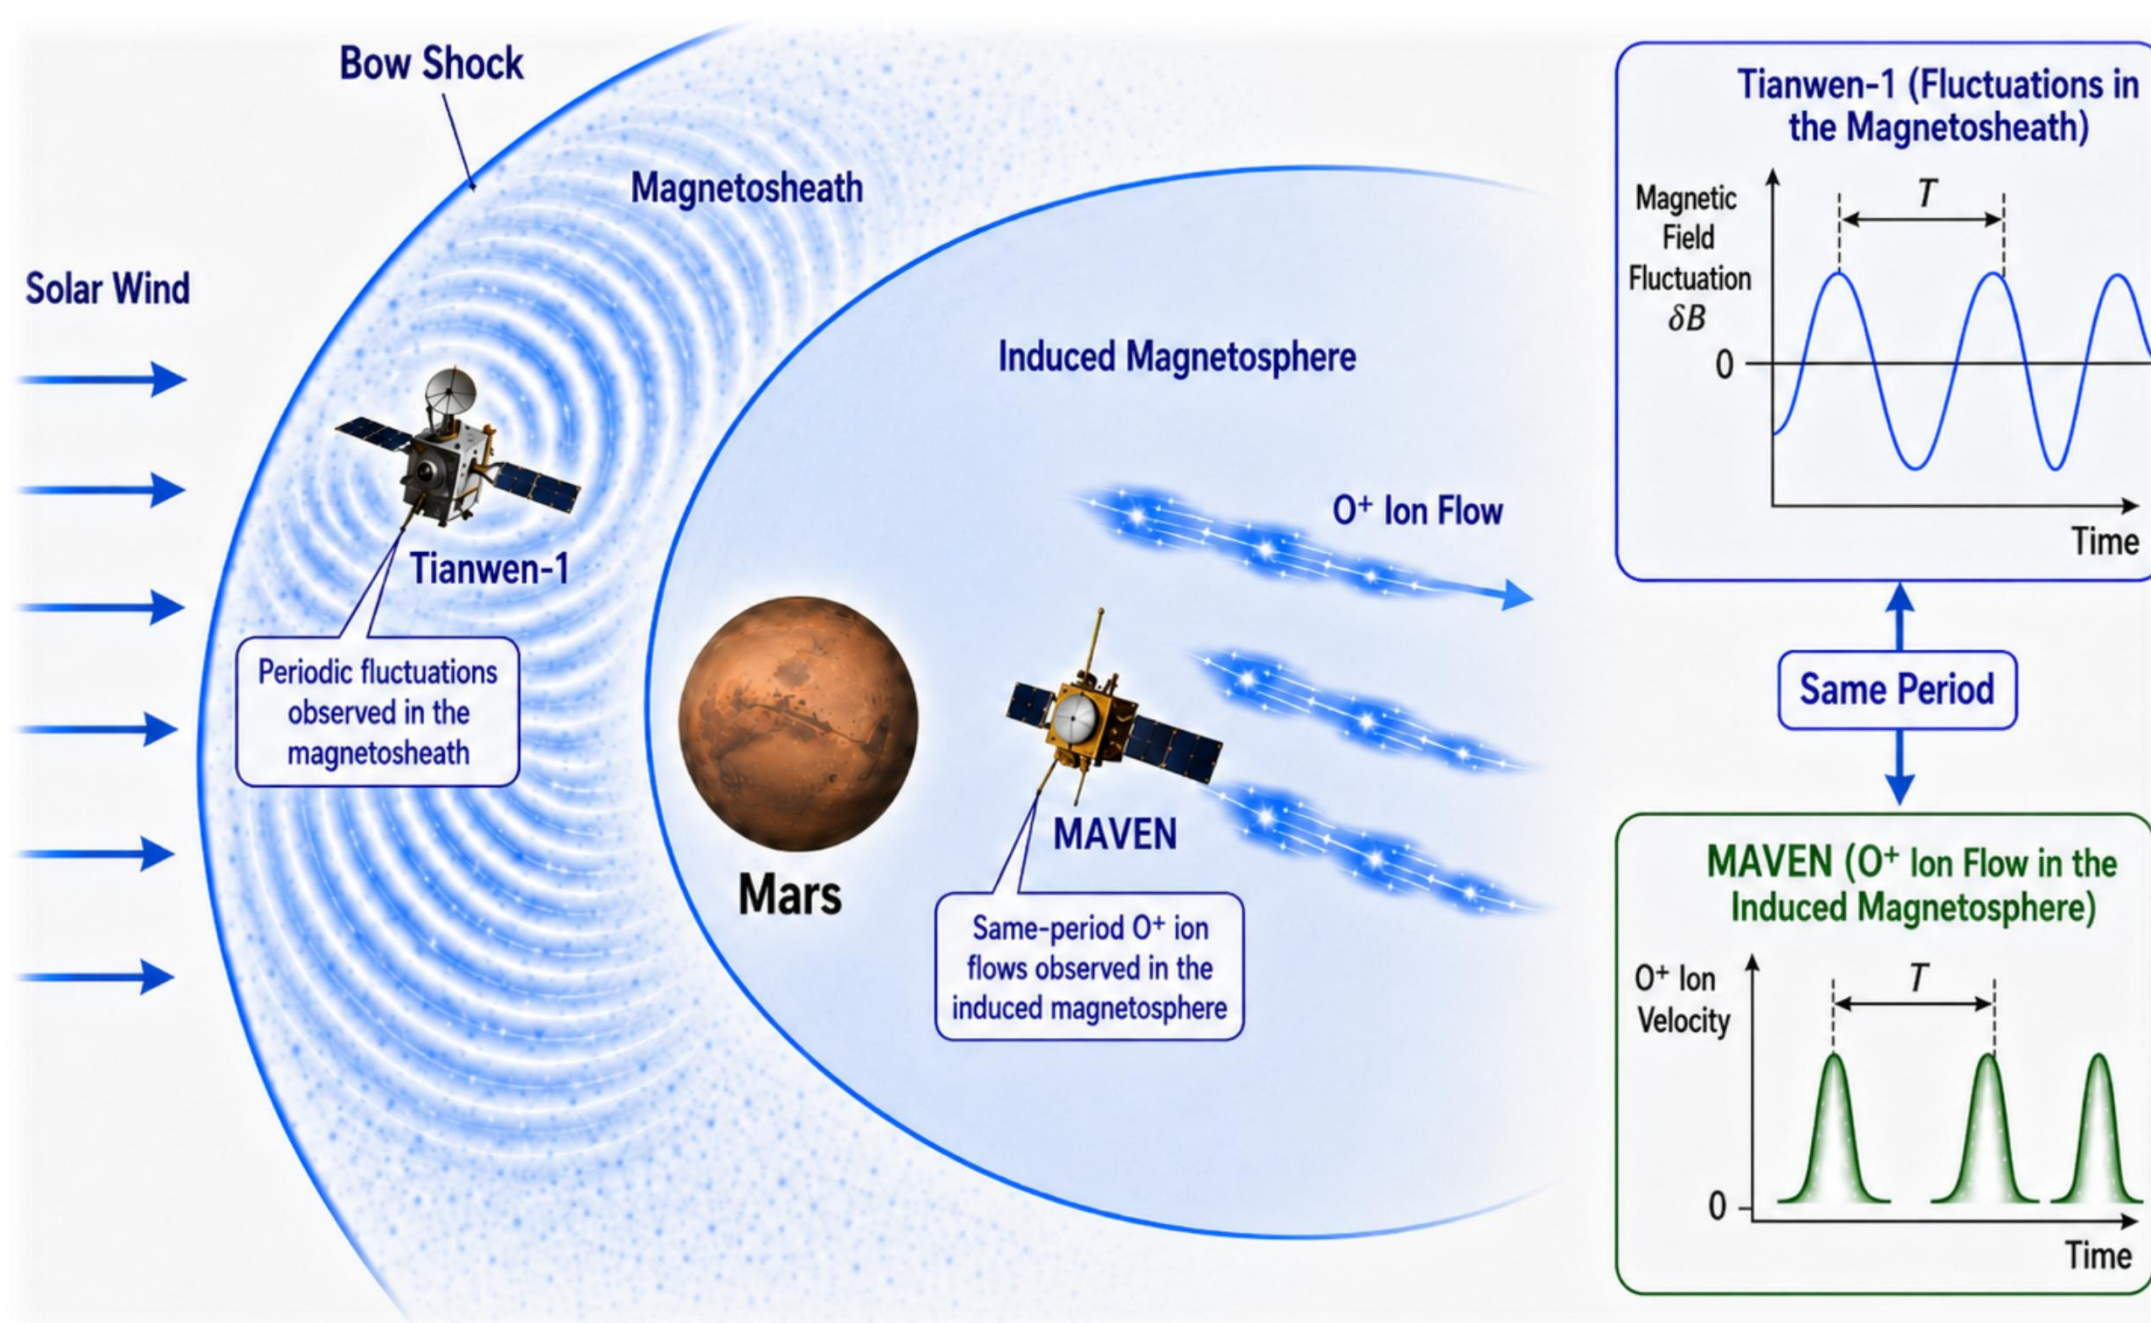 Bow Shock
Magnetosheath
Solar Wind
Induced Magnetosphere
O⁺ Ion Flow
Tianwen-1
Periodic fluctuations
observed in the
magnetosheath
Mars
MAVEN
Same-period O⁺ ion
flows observed in the
induced magnetosphere
Tianwen-1 (Fluctuations in
the Magnetosheath)
Magnetic
Field
Fluctuation
δB
T
0
Time
Same Period
MAVEN (O⁺ Ion Flow in the
Induced Magnetosphere)
O⁺ Ion
Velocity
T
0
Time